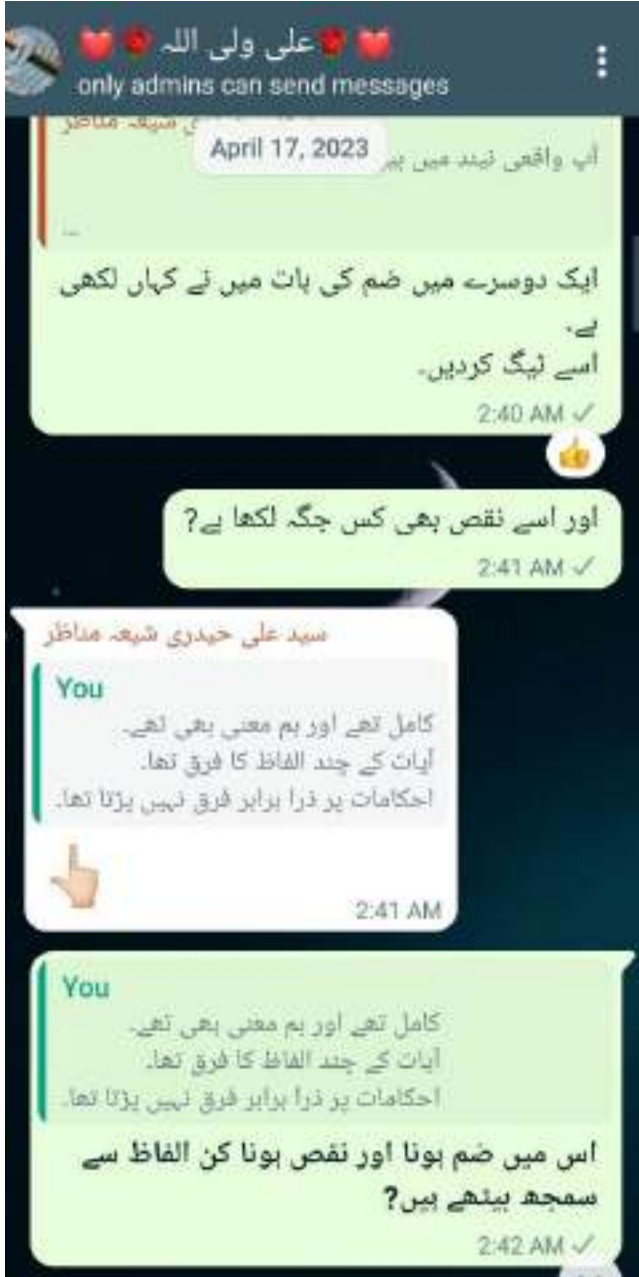 علی ولی اللہ
only admins can send messages
شیعہ مناظر
April 17, 2023
آپ واقعی نیند میں ہیں
...
ایک دوسرے میں ضم کی بات میں نے کہاں لکھی
ہے۔
اسے ٹیگ کردیں۔
2:40 AM
اور اسے نقص بھی کس جگہ لکھا ہے?
2:41 AM
سید علی حیدری شیعہ مناظر
You
کامل تھے اور ہم معنی بھی تھے۔
آیات کے چند الفاظ کا فرق تھا۔
احکامات پر ذرا برابر فرق نہیں پڑتا تھا۔
2:41 AM
You
کامل تھے اور ہم معنی بھی تھے۔
آیات کے چند الفاظ کا فرق تھا۔
احکامات پر ذرا برابر فرق نہیں پڑتا تھا۔
اس میں ضم ہونا اور نقص ہونا کن الفاظ سے
سمجھ بیٹھے ہیں?
2:42 AM